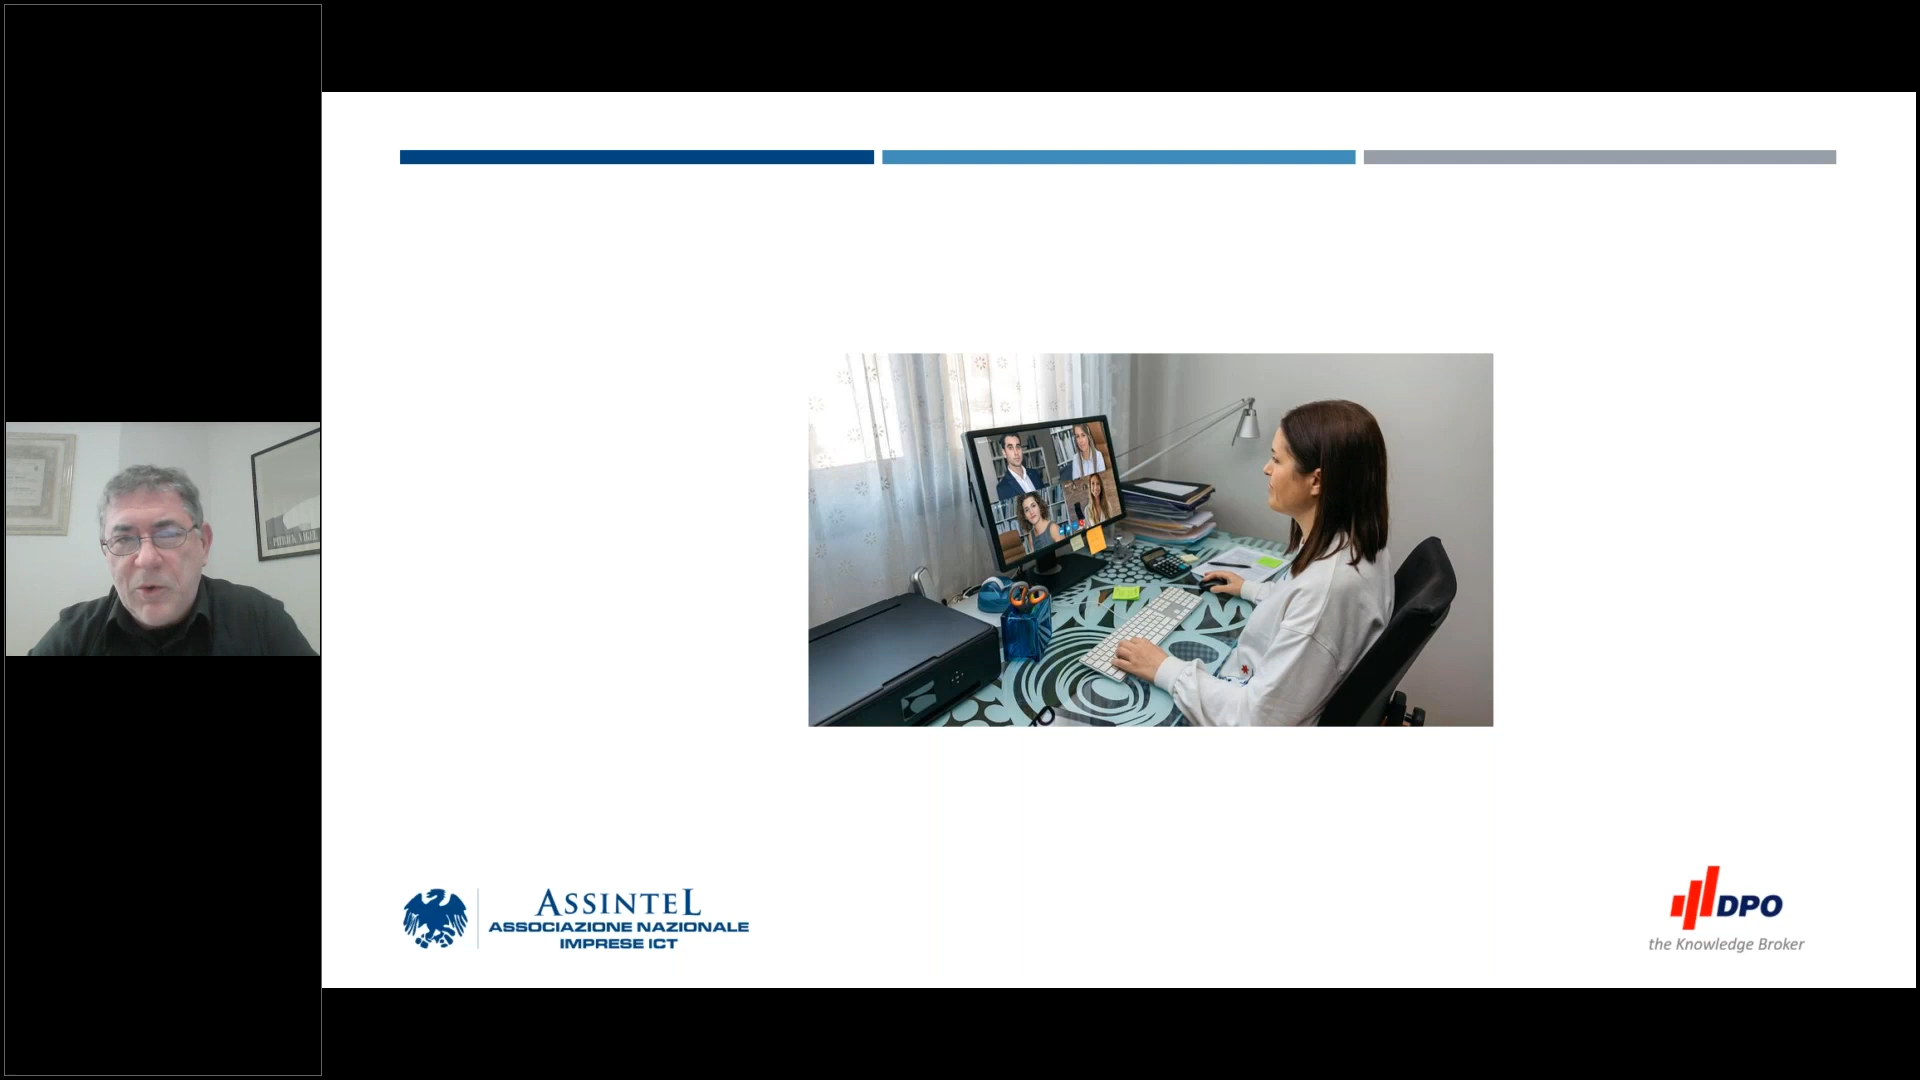 ASSINTEL
ASSOCIAZIONE NAZIONALE
IMPRESE ICT
DPO
the Knowledge Broker